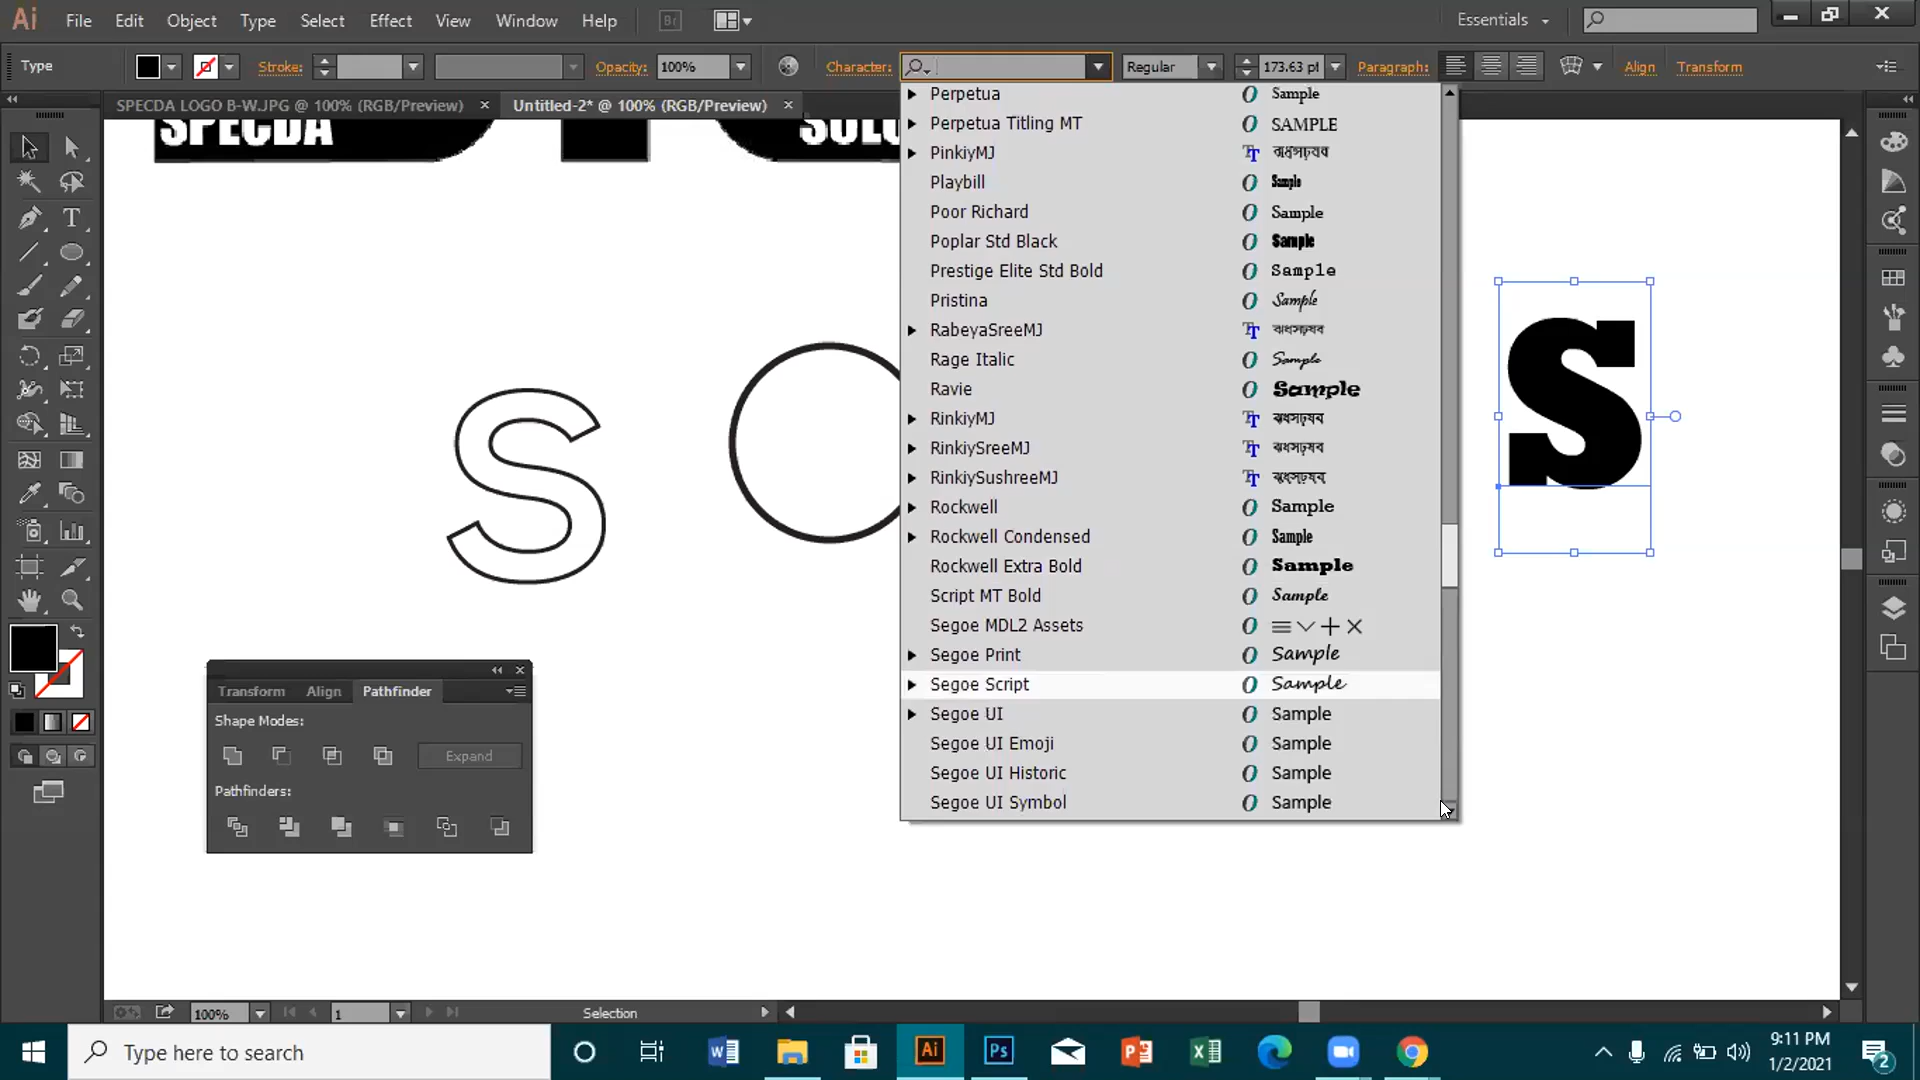 Ai File Edit Object Type Select Effect View Window Help Br Essentials
Type Stroke: Opacity: 100% Character: Regular 173.63 pt Paragraph: Align Transform
SPECDA LOGO B-W.JPG @ 100% (RGB/Preview) × Untitled-2* @ 100% (RGB/Preview) ×
SPECDA
Perpetua O Sample
Perpetua Titling MT O SAMPLE
PinkiyMJ
Playbill O Sample
Poor Richard O Sample
Poplar Std Black O Sample
Prestige Elite Std Bold O Sample
Pristina O Sample
RabeyaSreeMJ
Rage Italic O Sample
Ravie O Sample
RinkiyMJ
RinkiySreeMJ
RinkiySushreeMJ
Rockwell O Sample
Rockwell Condensed O Sample
Rockwell Extra Bold O Sample
Script MT Bold O Sample
Segoe MDL2 Assets O
Segoe Print O Sample
Segoe Script O Sample
Segoe UI O Sample
Segoe UI Emoji O Sample
Segoe UI Historic O Sample
Segoe UI Symbol O Sample
S
S
Transform Align Pathfinder
Shape Modes:
Expand
Pathfinders:
100% 1 Selection
Type here to search
Ai Ps
9:11 PM
1/2/2021
2